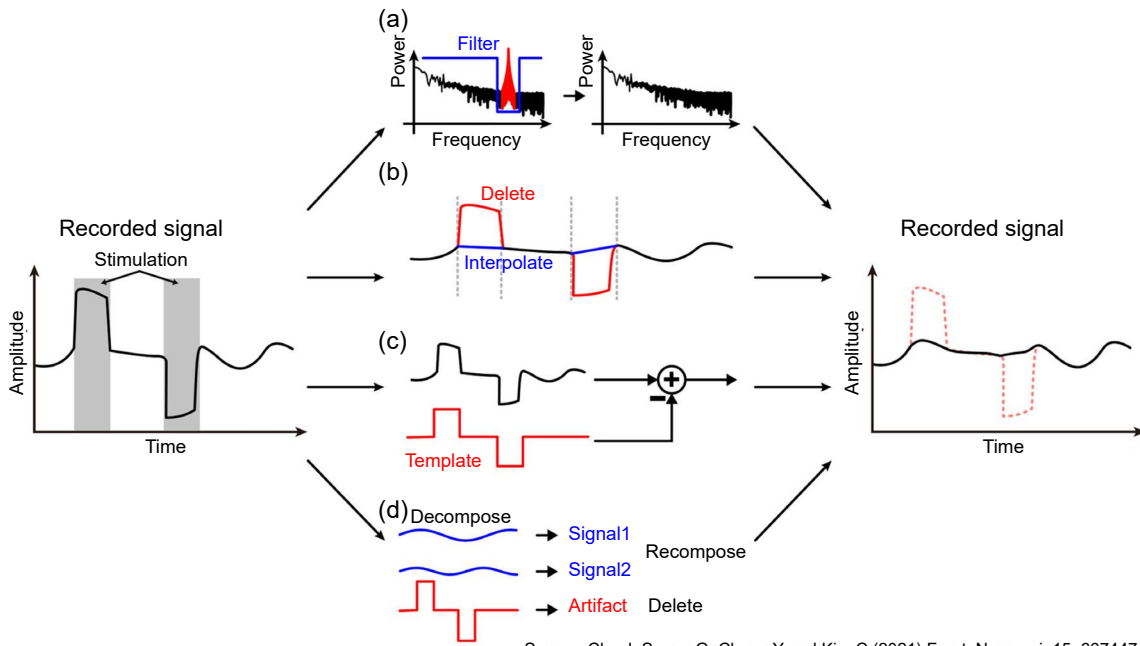 (a)
Filter
Power
Frequency
Power
Frequency
(b)
Delete
Interpolate
Recorded signal
Stimulation
Amplitude
Time
(c)
Template
(d)
Decompose
Signal1
Signal2
Recompose
Artifact
Delete
Recorded signal
Amplitude
Time